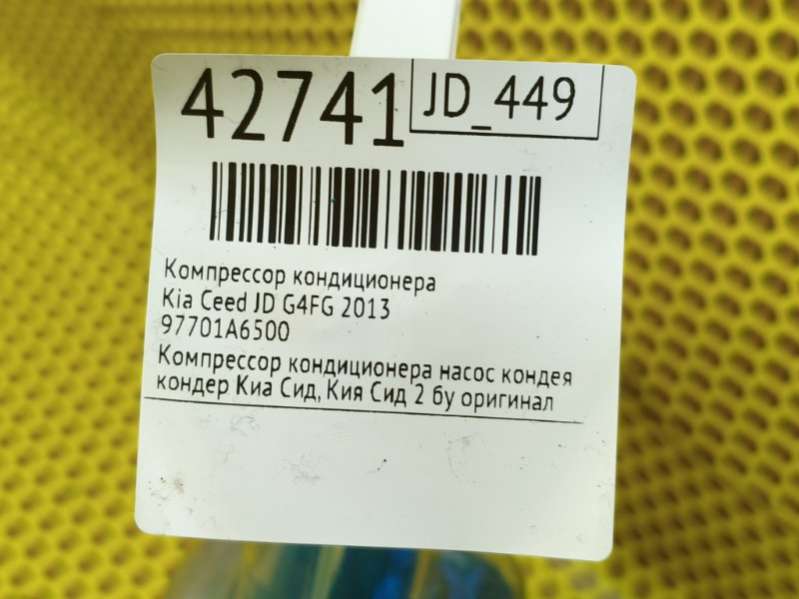 42741 JD_449
Компрессор кондиционера
Kia Ceed JD G4FG 2013
97701A6500
Компрессор кондиционера насос кондея
кондер Киа Сид, Кия Сид 2 бу оригинал